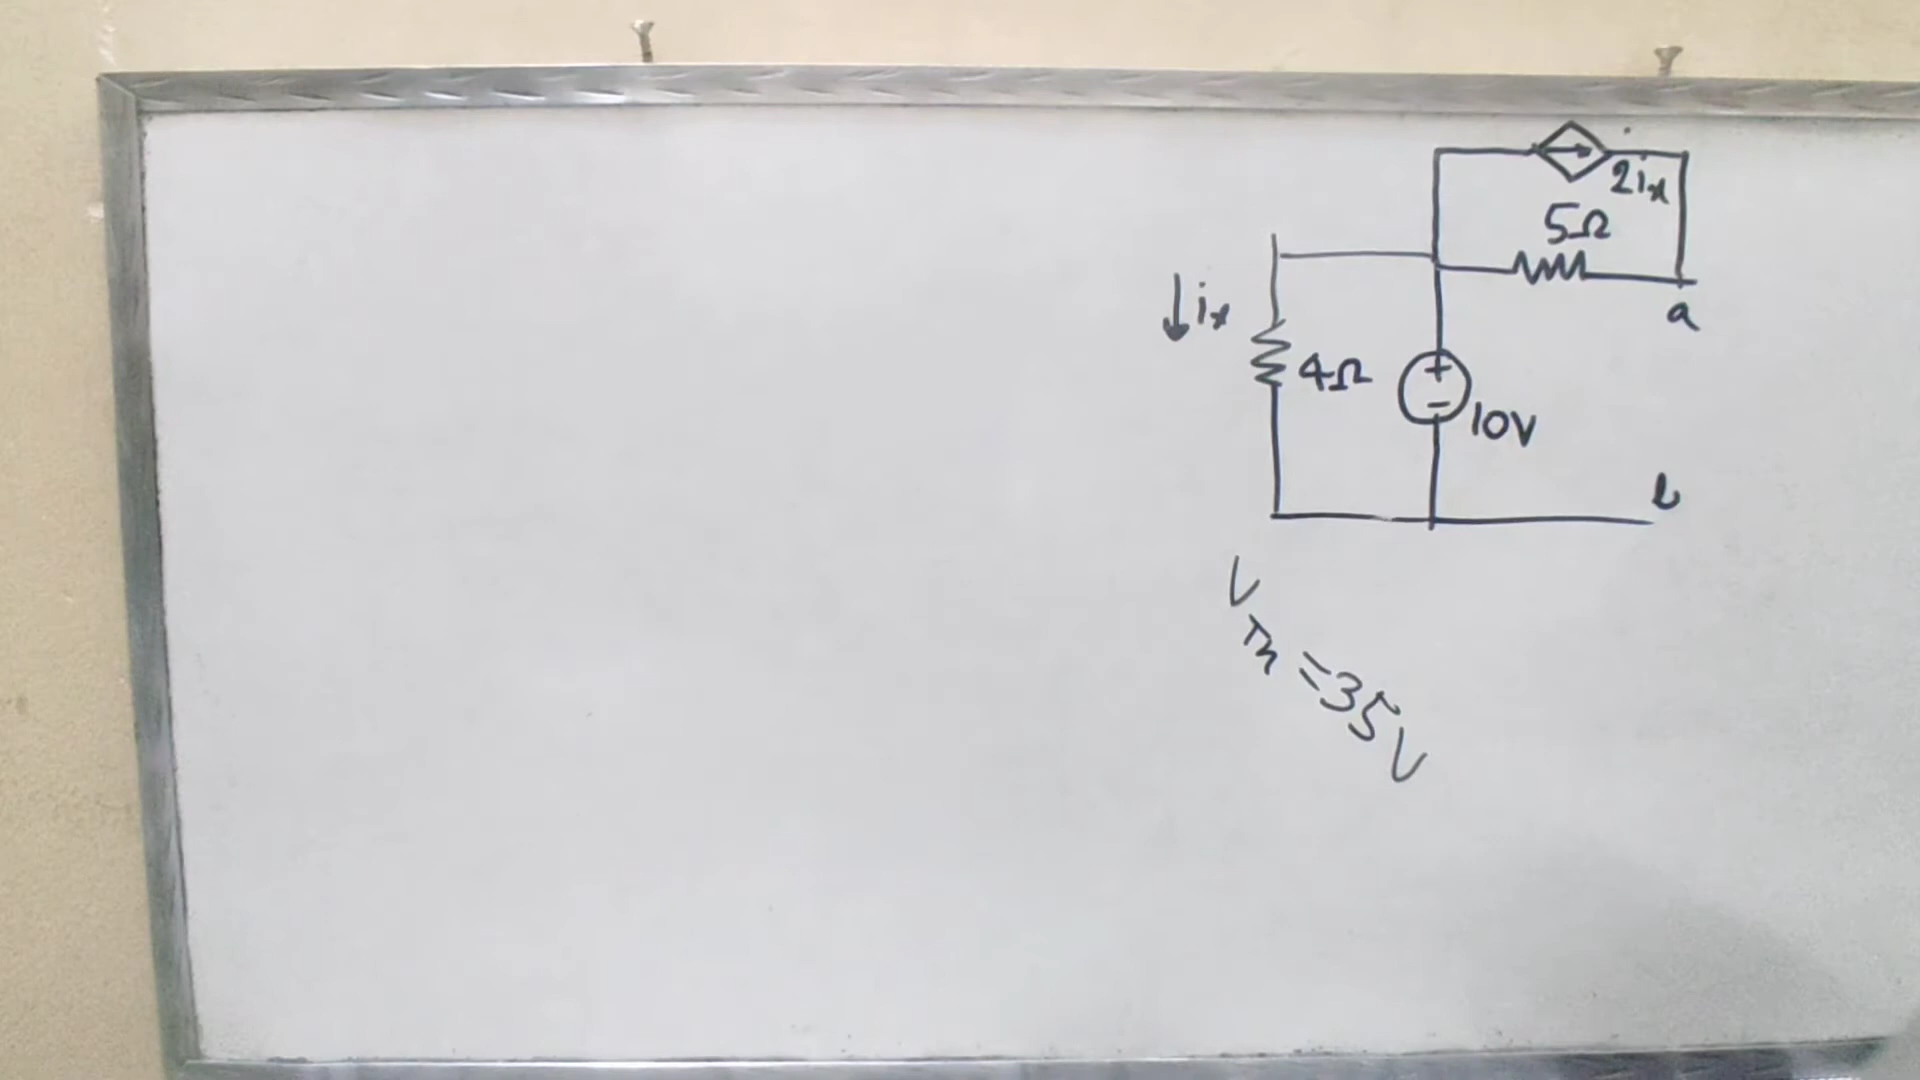 2ix
5Ω
a
ix
4Ω
+
-
10V
b
VTh = 35V